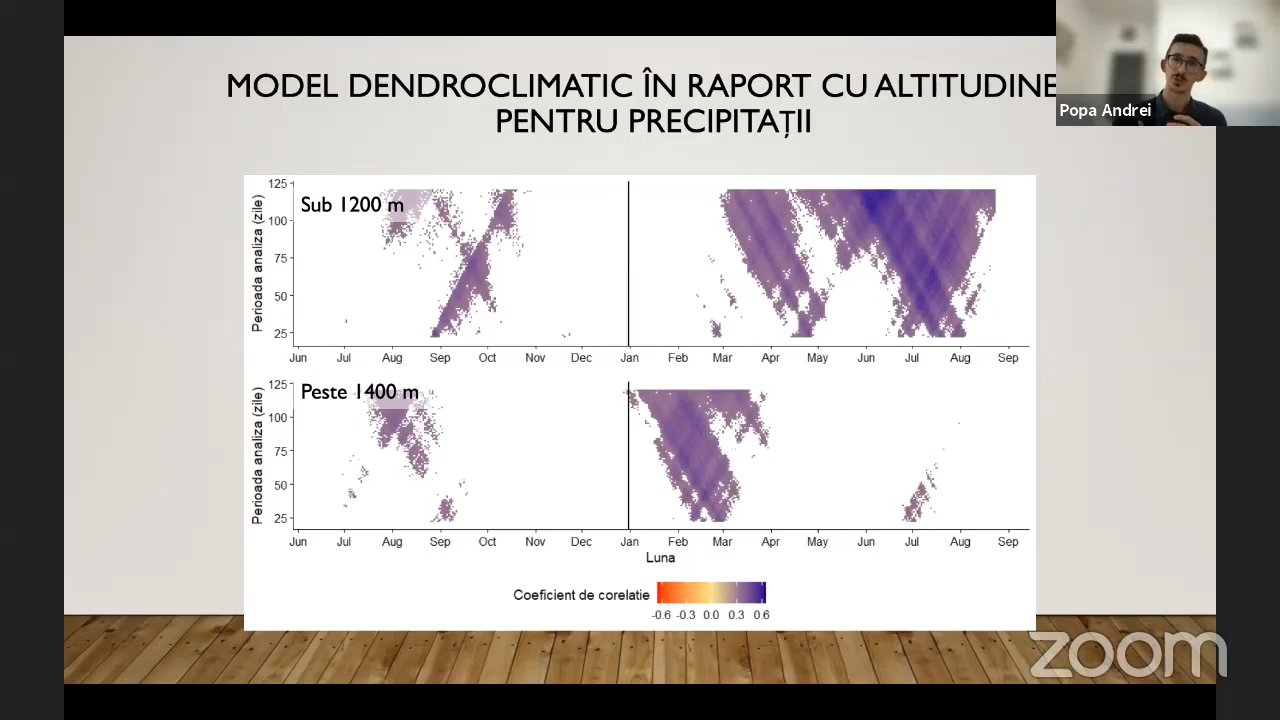 MODEL DENDROCLIMATIC ÎN RAPORT CU ALTITUDINE
PENTRU PRECIPITAȚII
Popa Andrei
Sub 1200 m
Perioada analiza (zile)
125
100
75
50
25
Jun Jul Aug Sep Oct Nov Dec Jan Feb Mar Apr May Jun Jul Aug Sep
Peste 1400 m
Perioada analiza (zile)
125
100
75
50
25
Jun Jul Aug Sep Oct Nov Dec Jan Feb Mar Apr May Jun Jul Aug Sep
Luna
Coeficient de corelatie
-0.6 -0.3 0.0 0.3 0.6
zoom